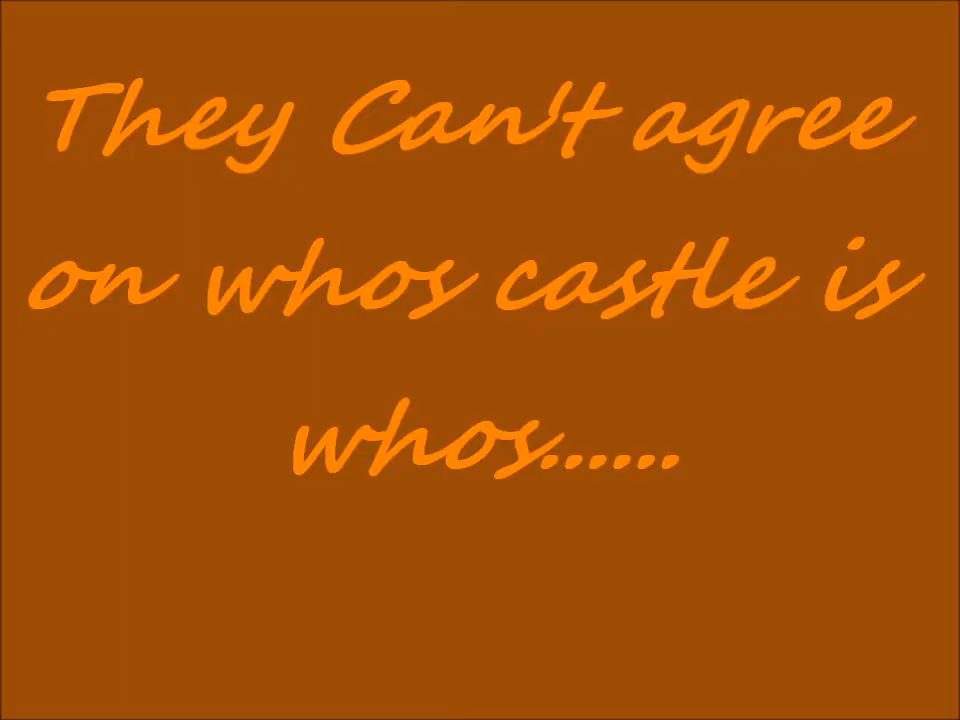 They Can't agree
on whos castle is
whos......